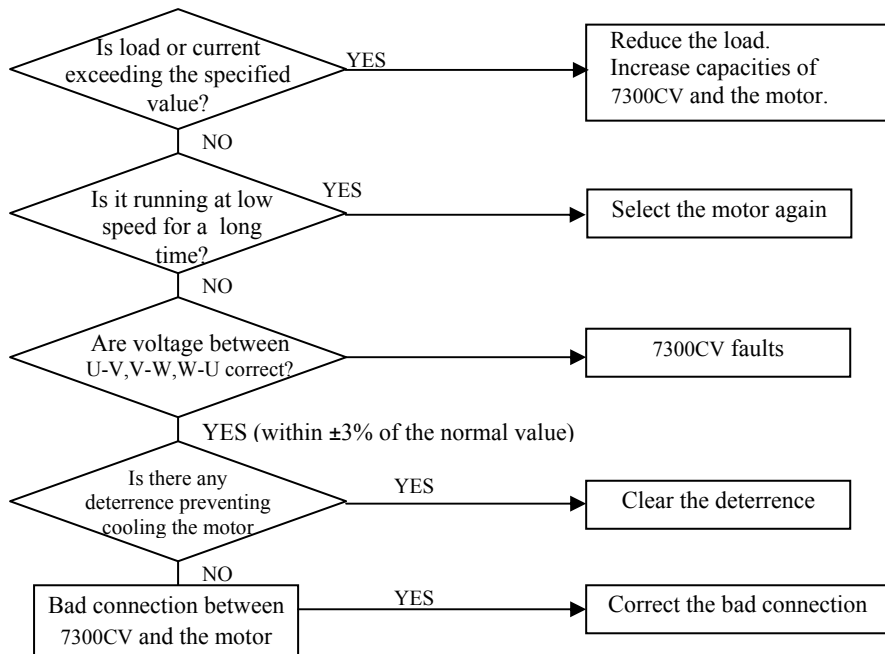 Is load or current
exceeding the specified
value?
YES
Reduce the load.
Increase capacities of
7300CV and the motor.
NO
Is it running at low
speed for a long
time?
YES
Select the motor again
NO
Are voltage between
U-V,V-W,W-U correct?
7300CV faults
YES (within ±3% of the normal value)
Is there any
deterrence preventing
cooling the motor
YES
Clear the deterrence
NO
Bad connection between
7300CV and the motor
YES
Correct the bad connection